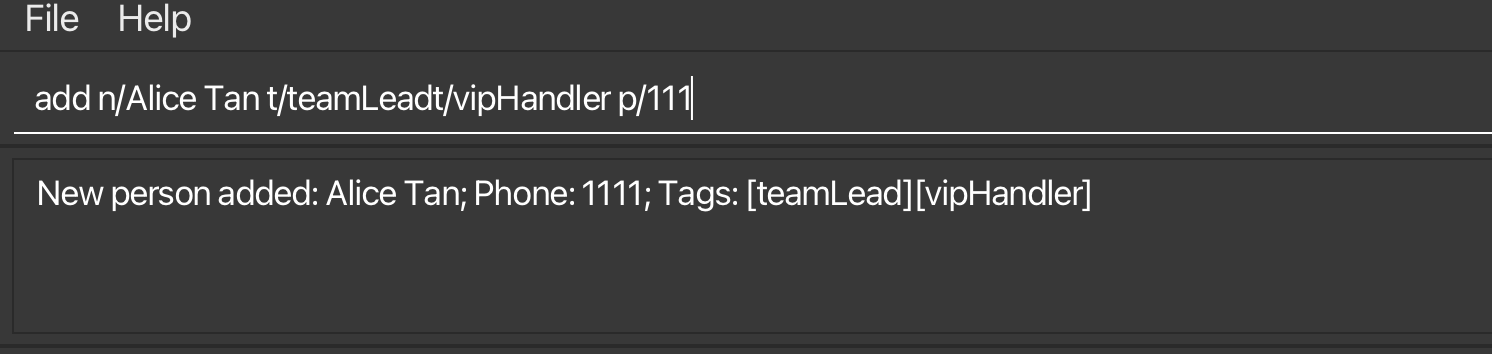 File Help
add n/Alice Tan t/teamLeadt/vipHandler p/111
New person added: Alice Tan; Phone: 1111; Tags: [teamLead][vipHandler]